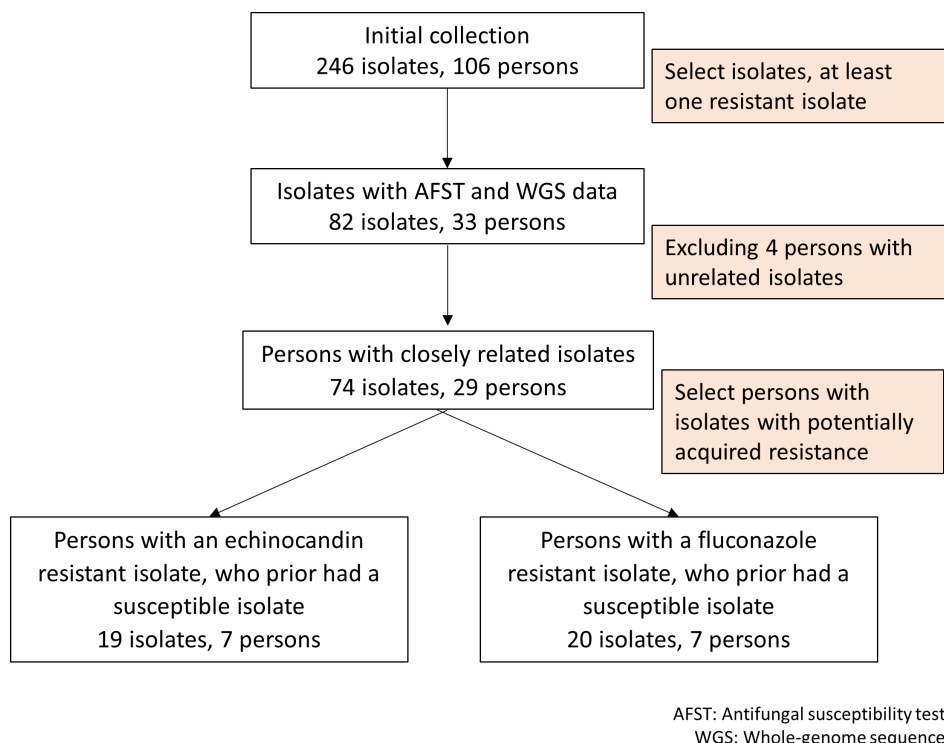 Initial collection
246 isolates, 106 persons
Select isolates, at least
one resistant isolate
Isolates with AFST and WGS data
82 isolates, 33 persons
Excluding 4 persons with
unrelated isolates
Persons with closely related isolates
74 isolates, 29 persons
Select persons with
isolates with potentially
acquired resistance
Persons with an echinocandin
resistant isolate, who prior had a
susceptible isolate
19 isolates, 7 persons
Persons with a fluconazole
resistant isolate, who prior had a
susceptible isolate
20 isolates, 7 persons
AFST: Antifungal susceptibility test
WGS: Whole-genome sequence